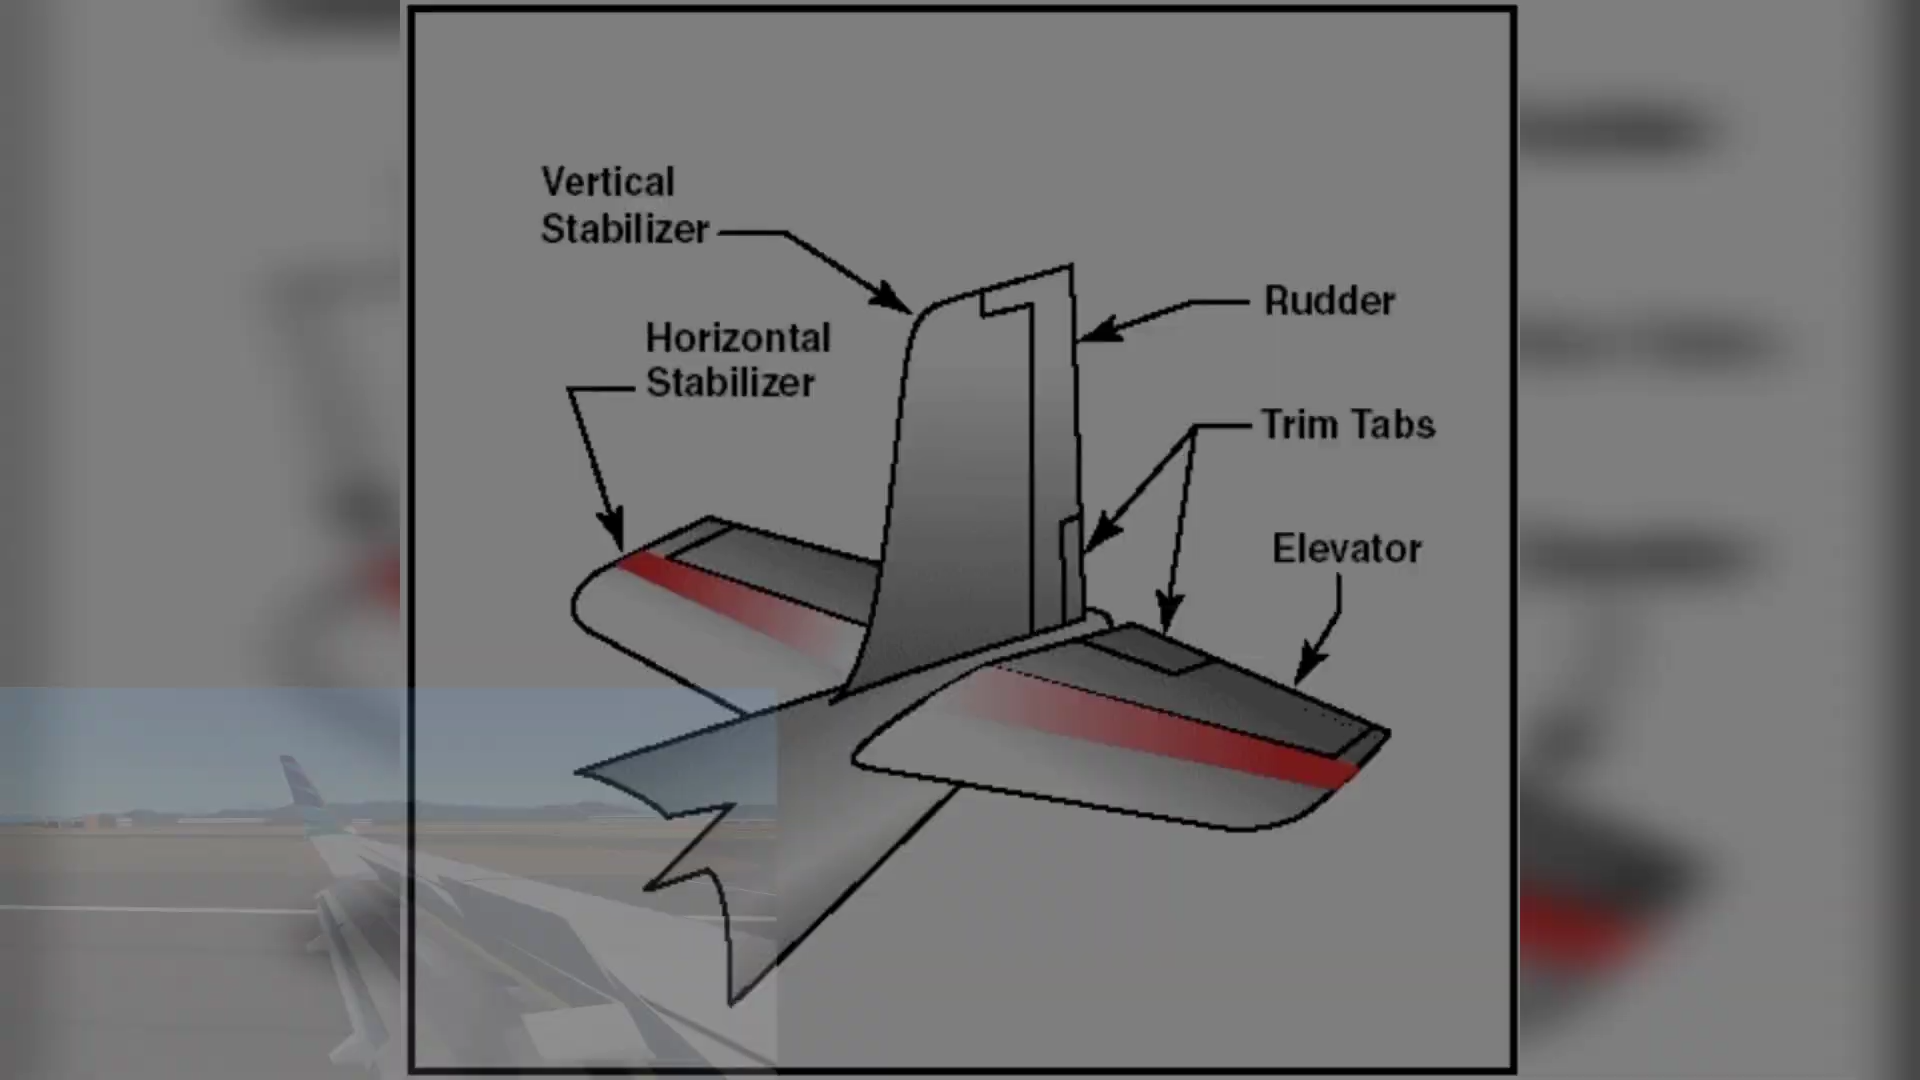 Vertical
Stabilizer
Horizontal
Stabilizer
Rudder
Trim Tabs
Elevator